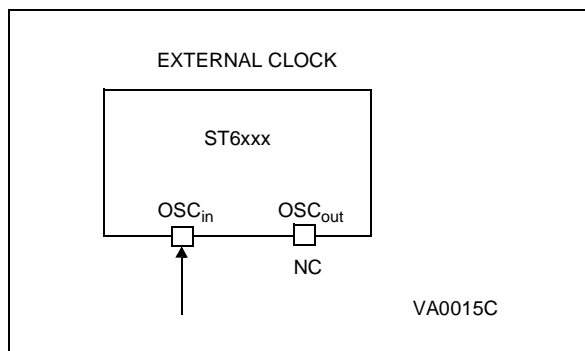 EXTERNAL CLOCK
ST6xxx
OSCin OSCout
NC
VA0015C